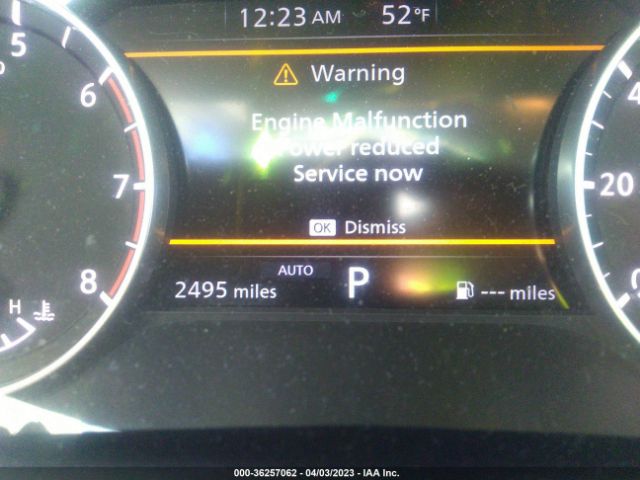 12:23 AM 52°F
5
6
7
8
H
Warning
Engine Malfunction
Power reduced
Service now
OK Dismiss
AUTO
2495 miles P --- miles
20
000-36257062 - 04/03/2023 - IAA Inc.